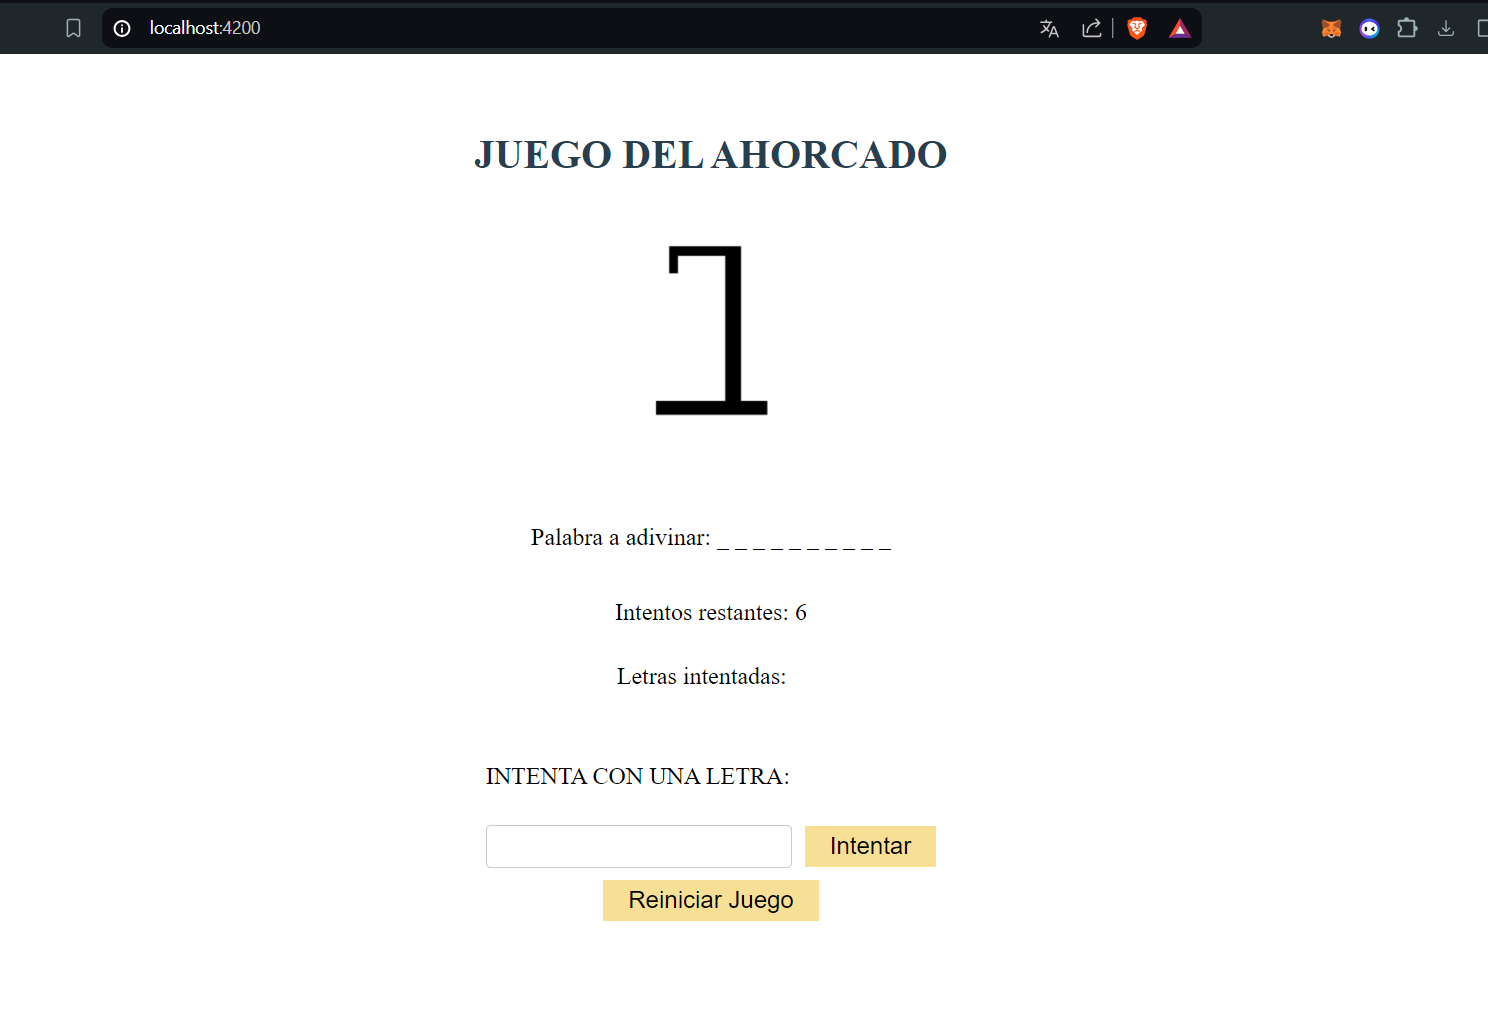 localhost:4200
JUEGO DEL AHORCADO
Palabra a adivinar: _ _ _ _ _ _ _ _ _ _
Intentos restantes: 6
Letras intentadas:
INTENTA CON UNA LETRA:
Intentar
Reiniciar Juego